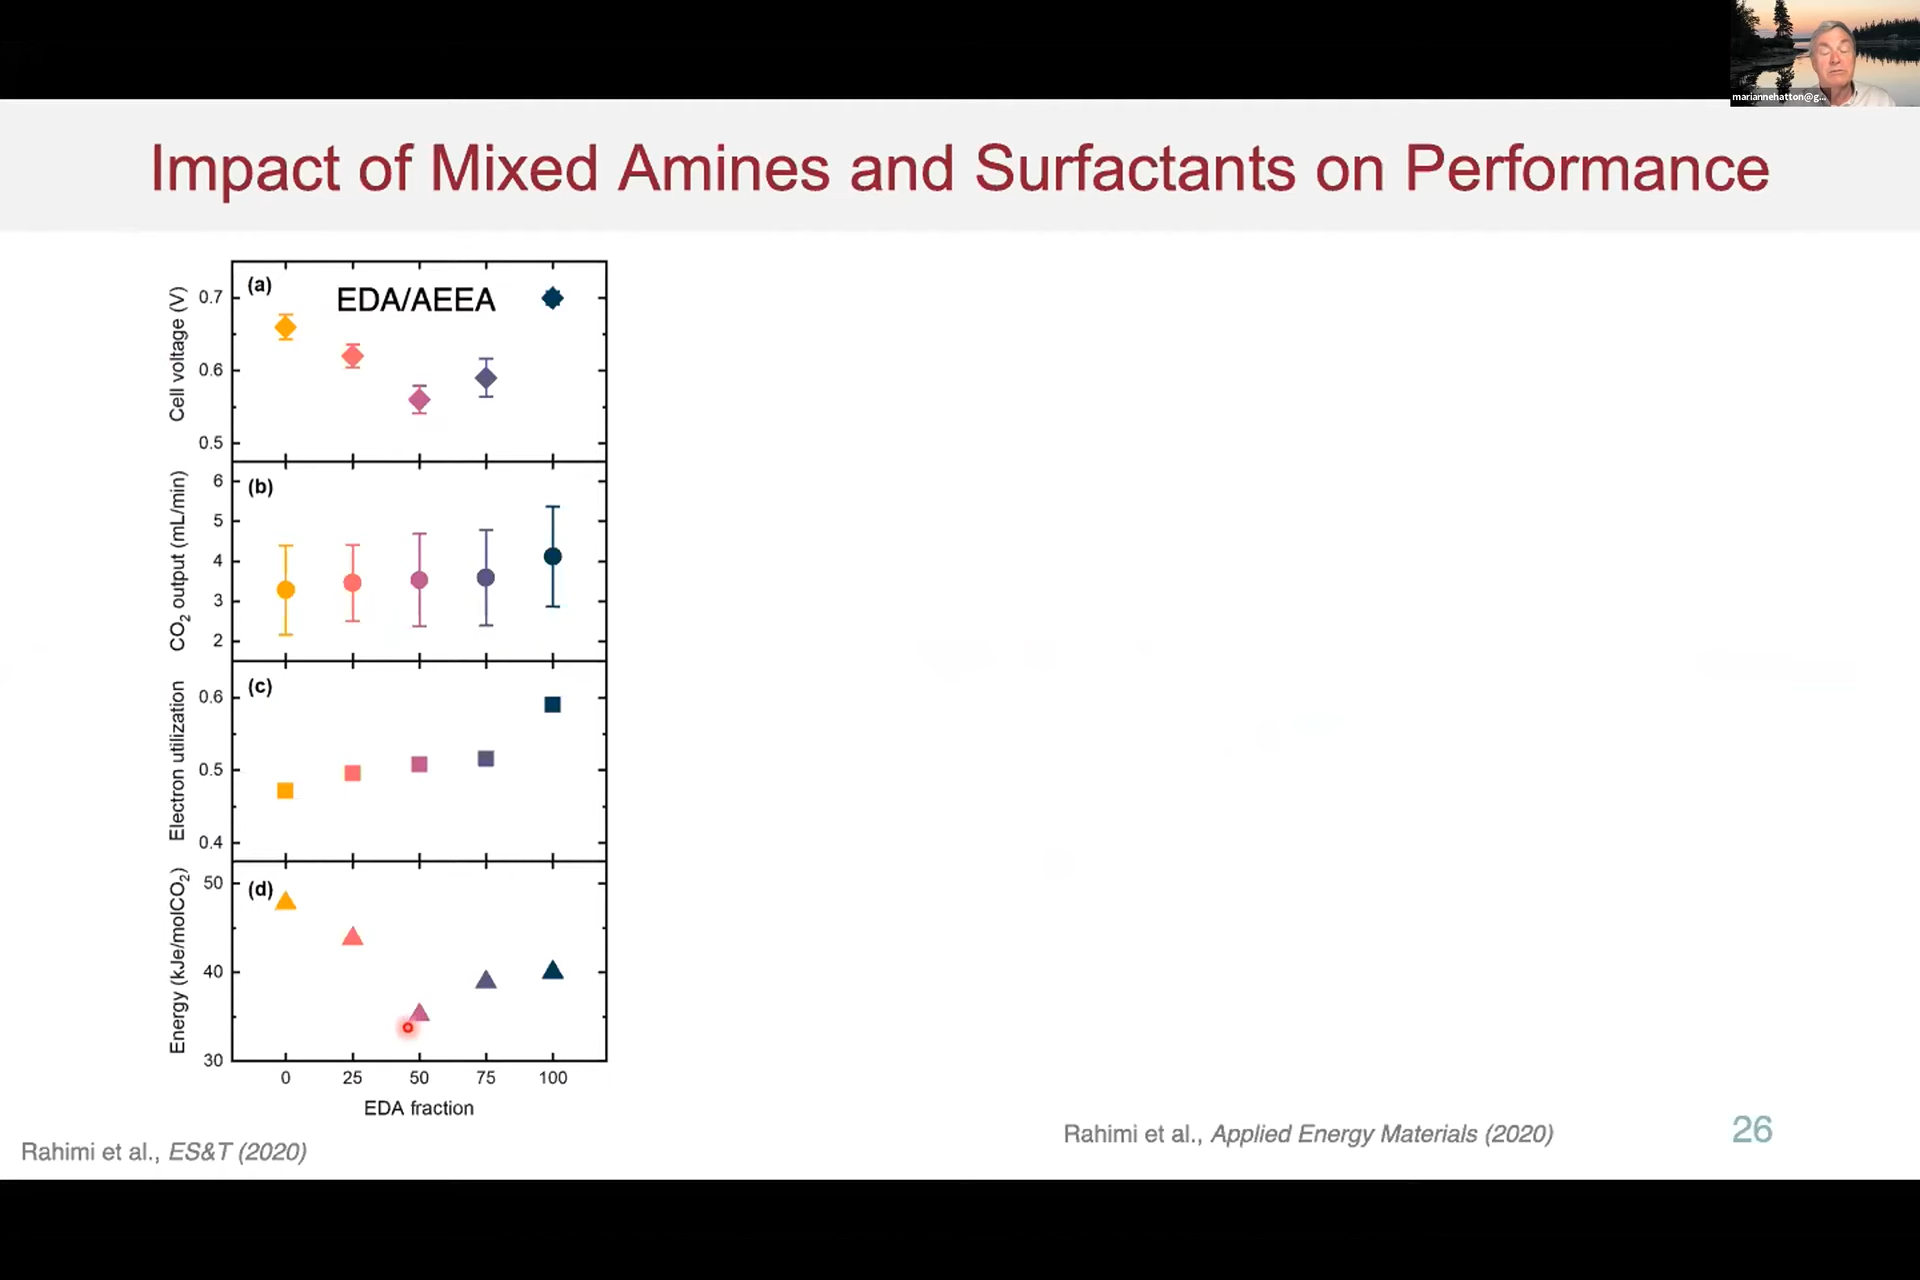 mariannehatton@g...
Impact of Mixed Amines and Surfactants on Performance
(a)
EDA/AEEA
Cell voltage (V)
0.7
0.6
0.5
(b)
CO2 output (mL/min)
6
5
4
3
2
(c)
Electron utilization
0.6
0.5
0.4
(d)
Energy (kJe/molCO2)
50
40
30
0 25 50 75 100
EDA fraction
Rahimi et al., ES&T (2020)
Rahimi et al., Applied Energy Materials (2020)
26